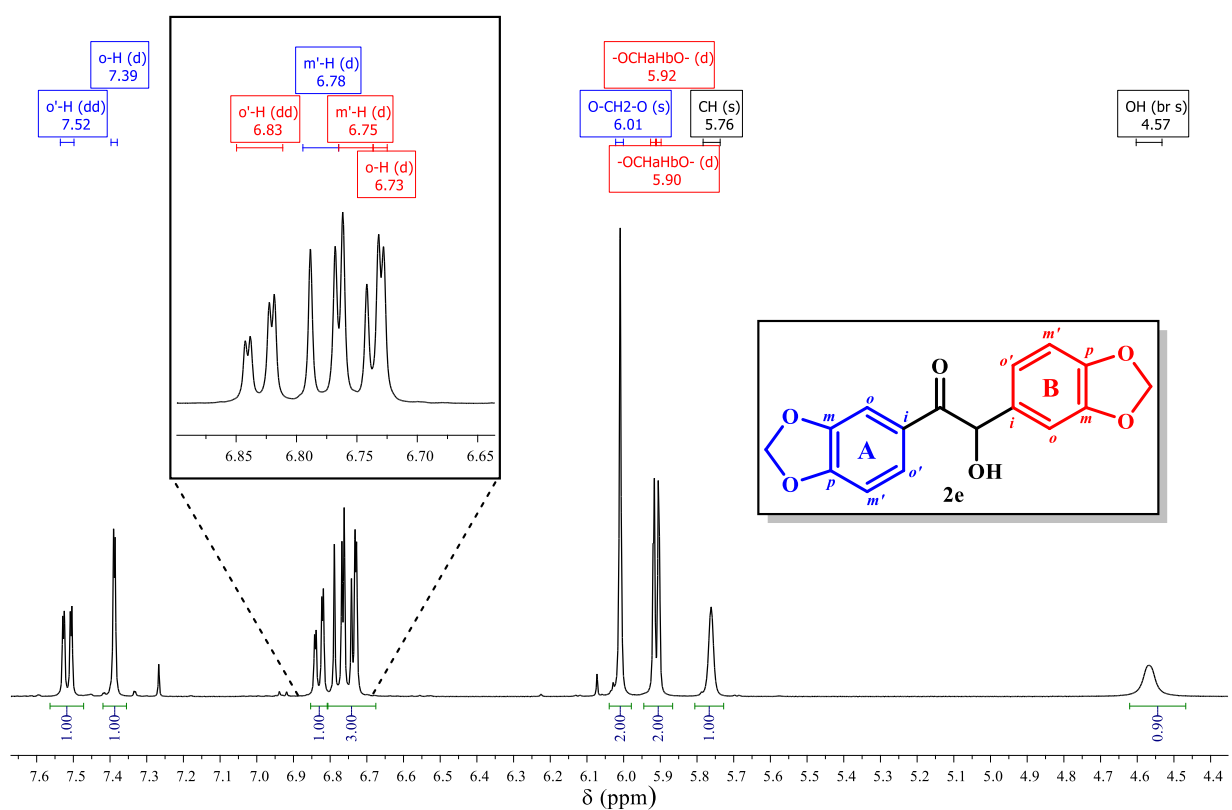 o-H (d)
7.39
o'-H (dd)
7.52
m'-H (d)
6.78
o'-H (dd)
6.83
m'-H (d)
6.75
o-H (d)
6.73
-OCHaHbO- (d)
5.92
O-CH2-O (s)
6.01
CH (s)
5.76
-OCHaHbO- (d)
5.90
OH (br s)
4.57
6.85 6.80 6.75 6.70 6.65
O
OH
O
O
A
i
o
m
p
m'
o'
B
i
o'
m'
p
m
o
O
O
2e
1.00
1.00
1.00
3.00
2.00
2.00
1.00
0.90
7.6 7.5 7.4 7.3 7.2 7.1 7.0 6.9 6.8 6.7 6.6 6.5 6.4 6.3 6.2 6.1 6.0 5.9 5.8 5.7 5.6 5.5 5.4 5.3 5.2 5.1 5.0 4.9 4.8 4.7 4.6 4.5 4.4
δ (ppm)